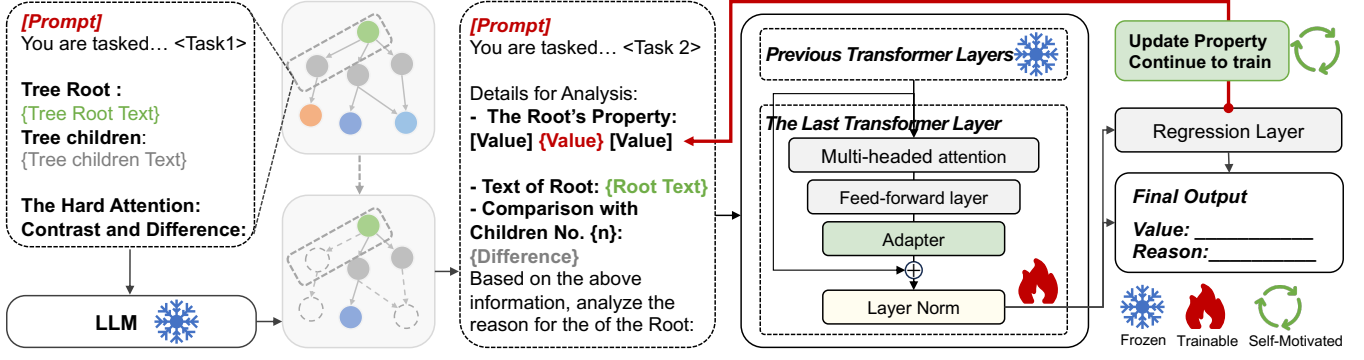 [Prompt]
You are tasked… <Task1>
Tree Root :
{Tree Root Text}
Tree children:
{Tree children Text}
The Hard Attention:
Contrast and Difference:
LLM
[Prompt]
You are tasked… <Task 2>
Details for Analysis:
- The Root's Property:
[Value] {Value} [Value]
- Text of Root: {Root Text}
- Comparison with
Children No. {n}:
{Difference}
Based on the above
information, analyze the
reason for the of the Root:
Previous Transformer Layers
The Last Transformer Layer
Multi-headed attention
Feed-forward layer
Adapter
Layer Norm
Update Property
Continue to train
Regression Layer
Final Output
Value: ___________
Reason:__________
Frozen
Trainable
Self-Motivated